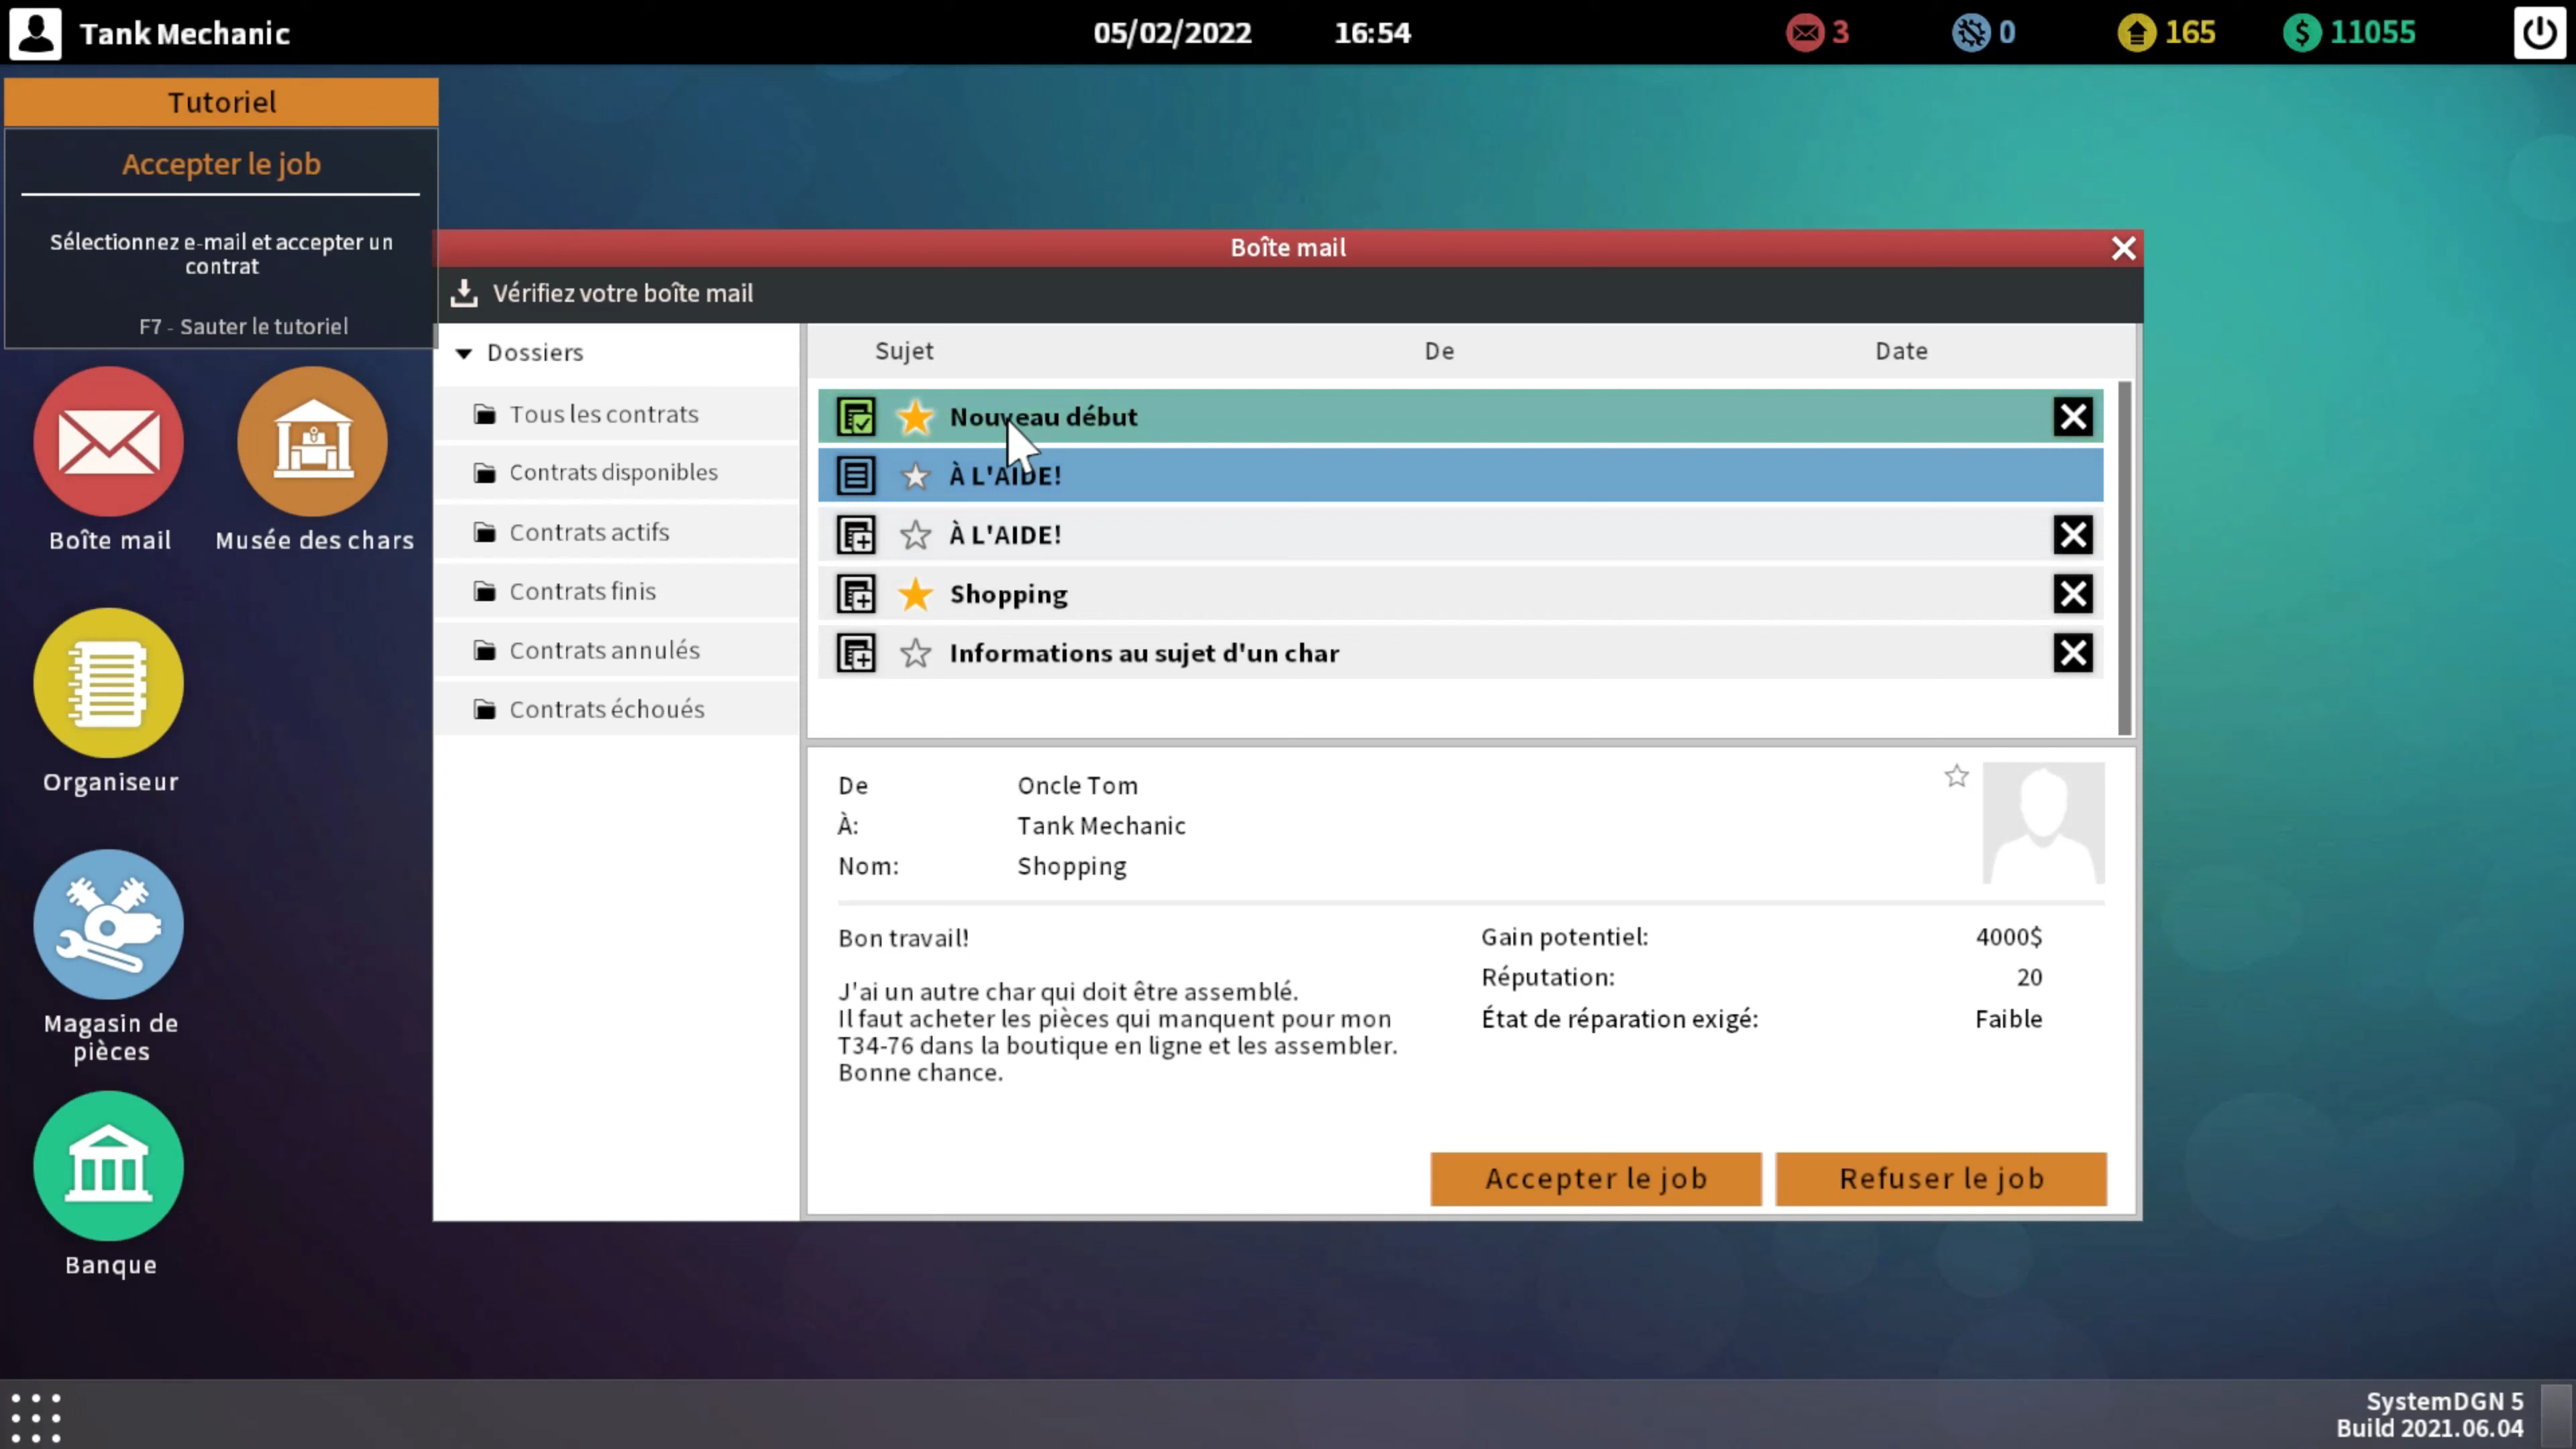 Tank Mechanic
05/02/2022
16:54
3
0
165
11055
Tutoriel
Accepter le job
Sélectionnez e-mail et accepter un
contrat
F7 - Sauter le tutoriel
Boîte mail
Musée des chars
Organiseur
Magasin de
pièces
Banque
Boîte mail
Vérifiez votre boîte mail
Dossiers
Tous les contrats
Contrats disponibles
Contrats actifs
Contrats finis
Contrats annulés
Contrats échoués
Sujet De Date
Nouveau début
À L'AIDE!
À L'AIDE!
Shopping
Informations au sujet d'un char
De Oncle Tom
À: Tank Mechanic
Nom: Shopping
Bon travail!
J'ai un autre char qui doit être assemblé.
Il faut acheter les pièces qui manquent pour mon
T34-76 dans la boutique en ligne et les assembler.
Bonne chance.
Gain potentiel: 4000$
Réputation: 20
État de réparation exigé: Faible
Accepter le job
Refuser le job
SystemDGN 5
Build 2021.06.04